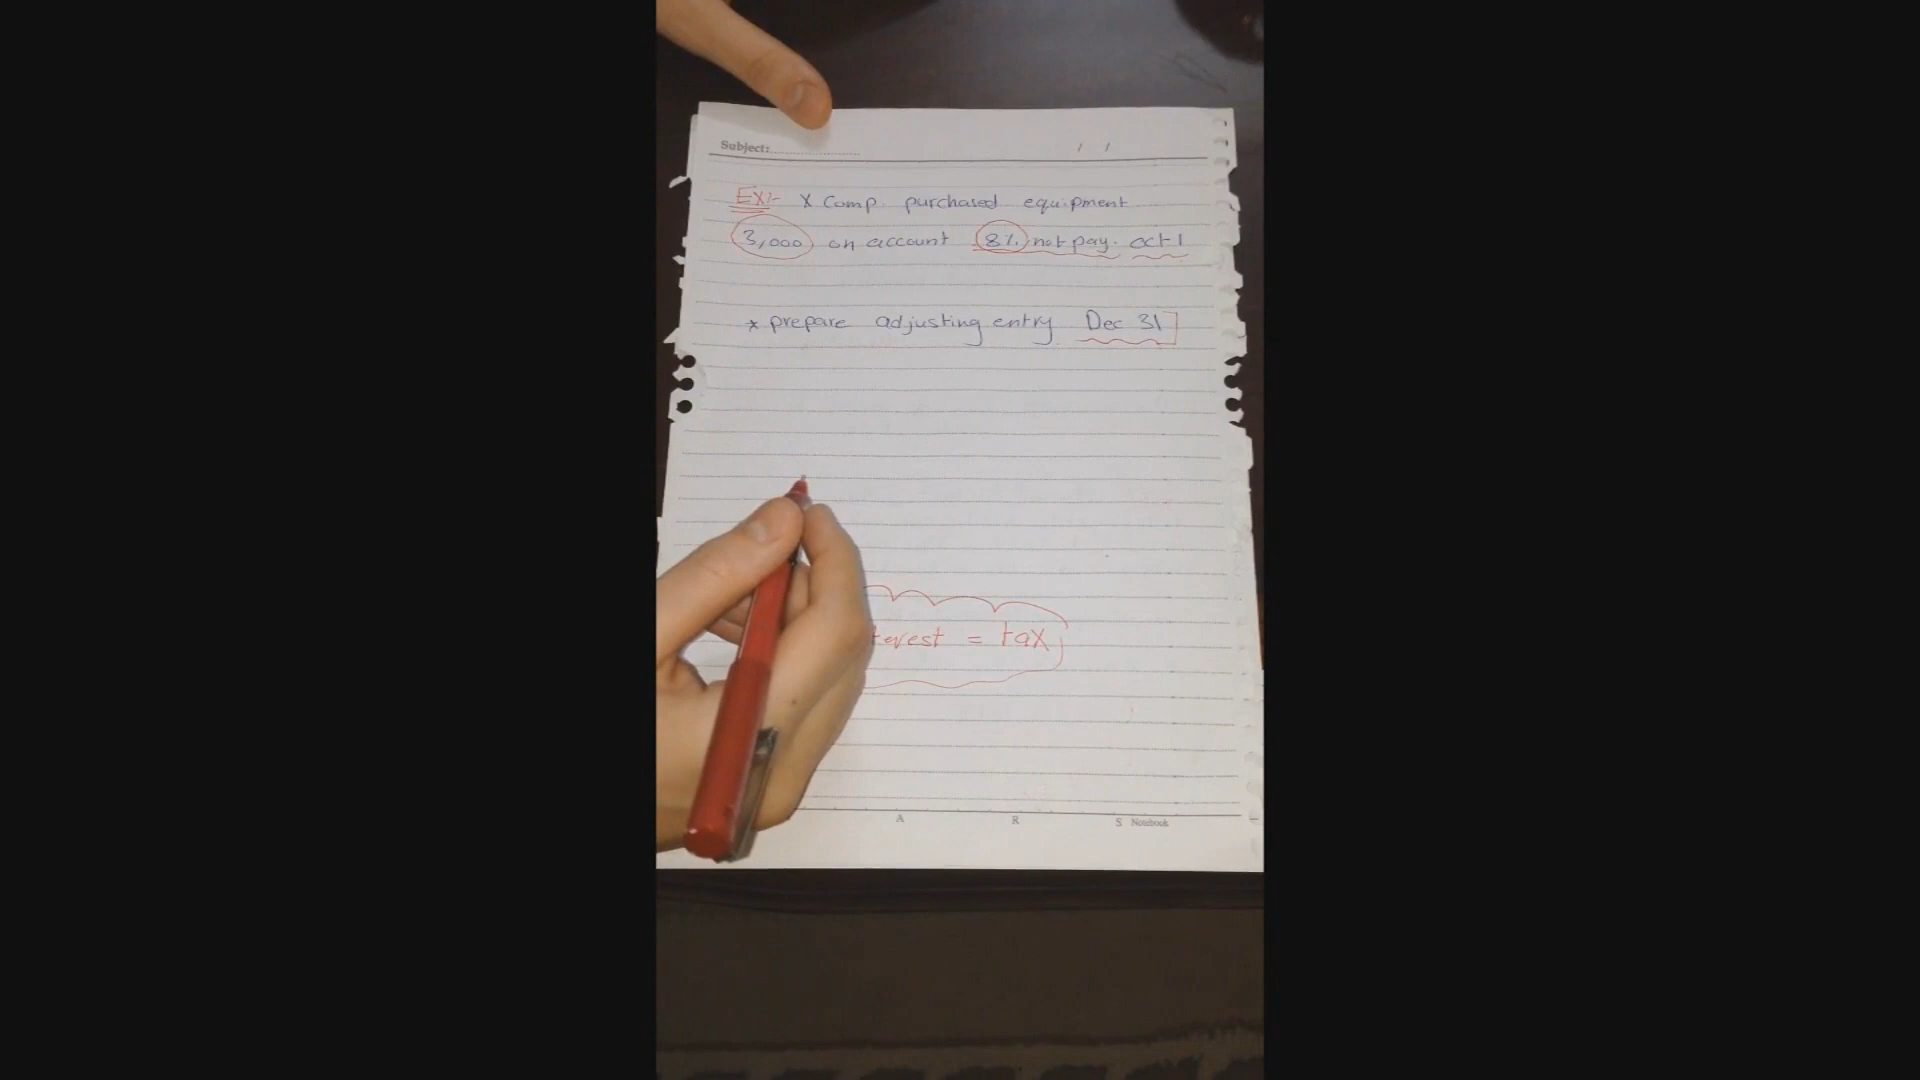 Subject:
/ /
EX:- X Comp. purchased equipment
3,000 on account 8% not pay. oct 1
* prepare adjusting entry Dec 31
= tax
A R S Notebook